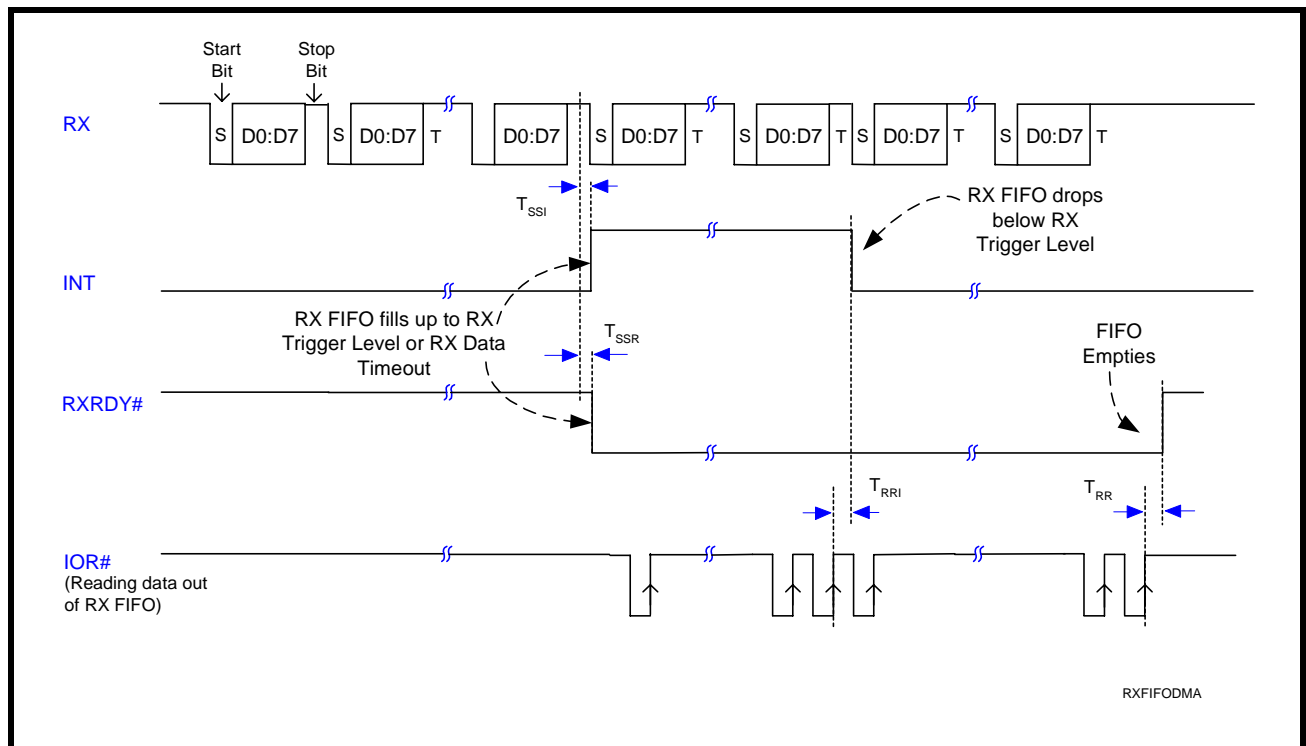 Start
Bit
Stop
Bit
RX
S D0:D7 S D0:D7 T D0:D7 S D0:D7 T S D0:D7 T S D0:D7 T S D0:D7 T
TSSI
RX FIFO drops
below RX
Trigger Level
INT
RX FIFO fills up to RX
Trigger Level or RX Data
Timeout
TSSR
FIFO
Empties
RXRDY#
TRRI
TRR
IOR#
(Reading data out
of RX FIFO)
RXFIFODMA